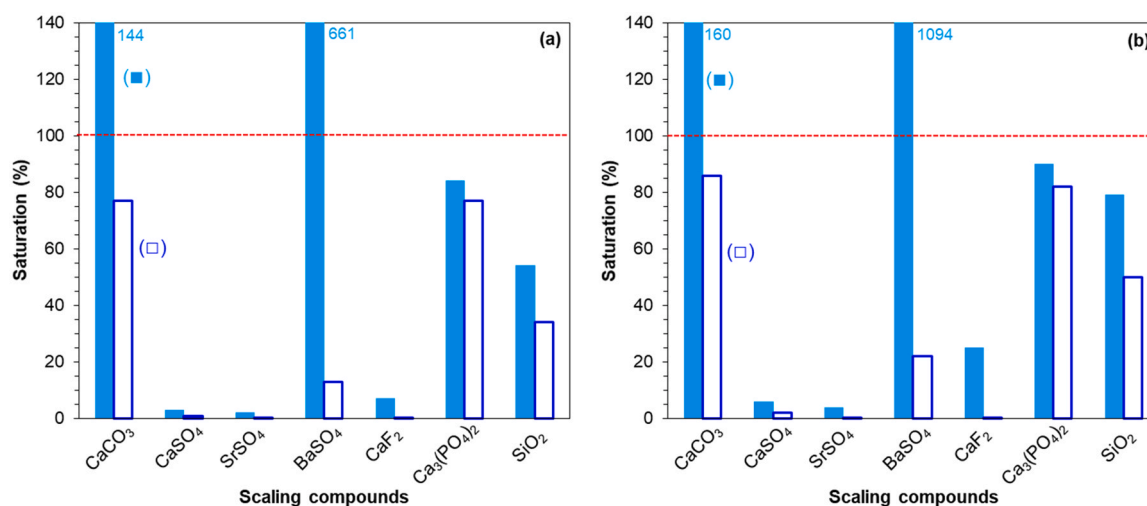 140
120
100
80
60
40
20
0
Saturation (%)
144
661
(a)
(■)
(□)
CaCO₃
CaSO₄
SrSO₄
BaSO₄
CaF₂
Ca₃(PO₄)₂
SiO₂
Scaling compounds
140
120
100
80
60
40
20
0
Saturation (%)
160
1094
(b)
(■)
(□)
CaCO₃
CaSO₄
SrSO₄
BaSO₄
CaF₂
Ca₃(PO₄)₂
SiO₂
Scaling compounds